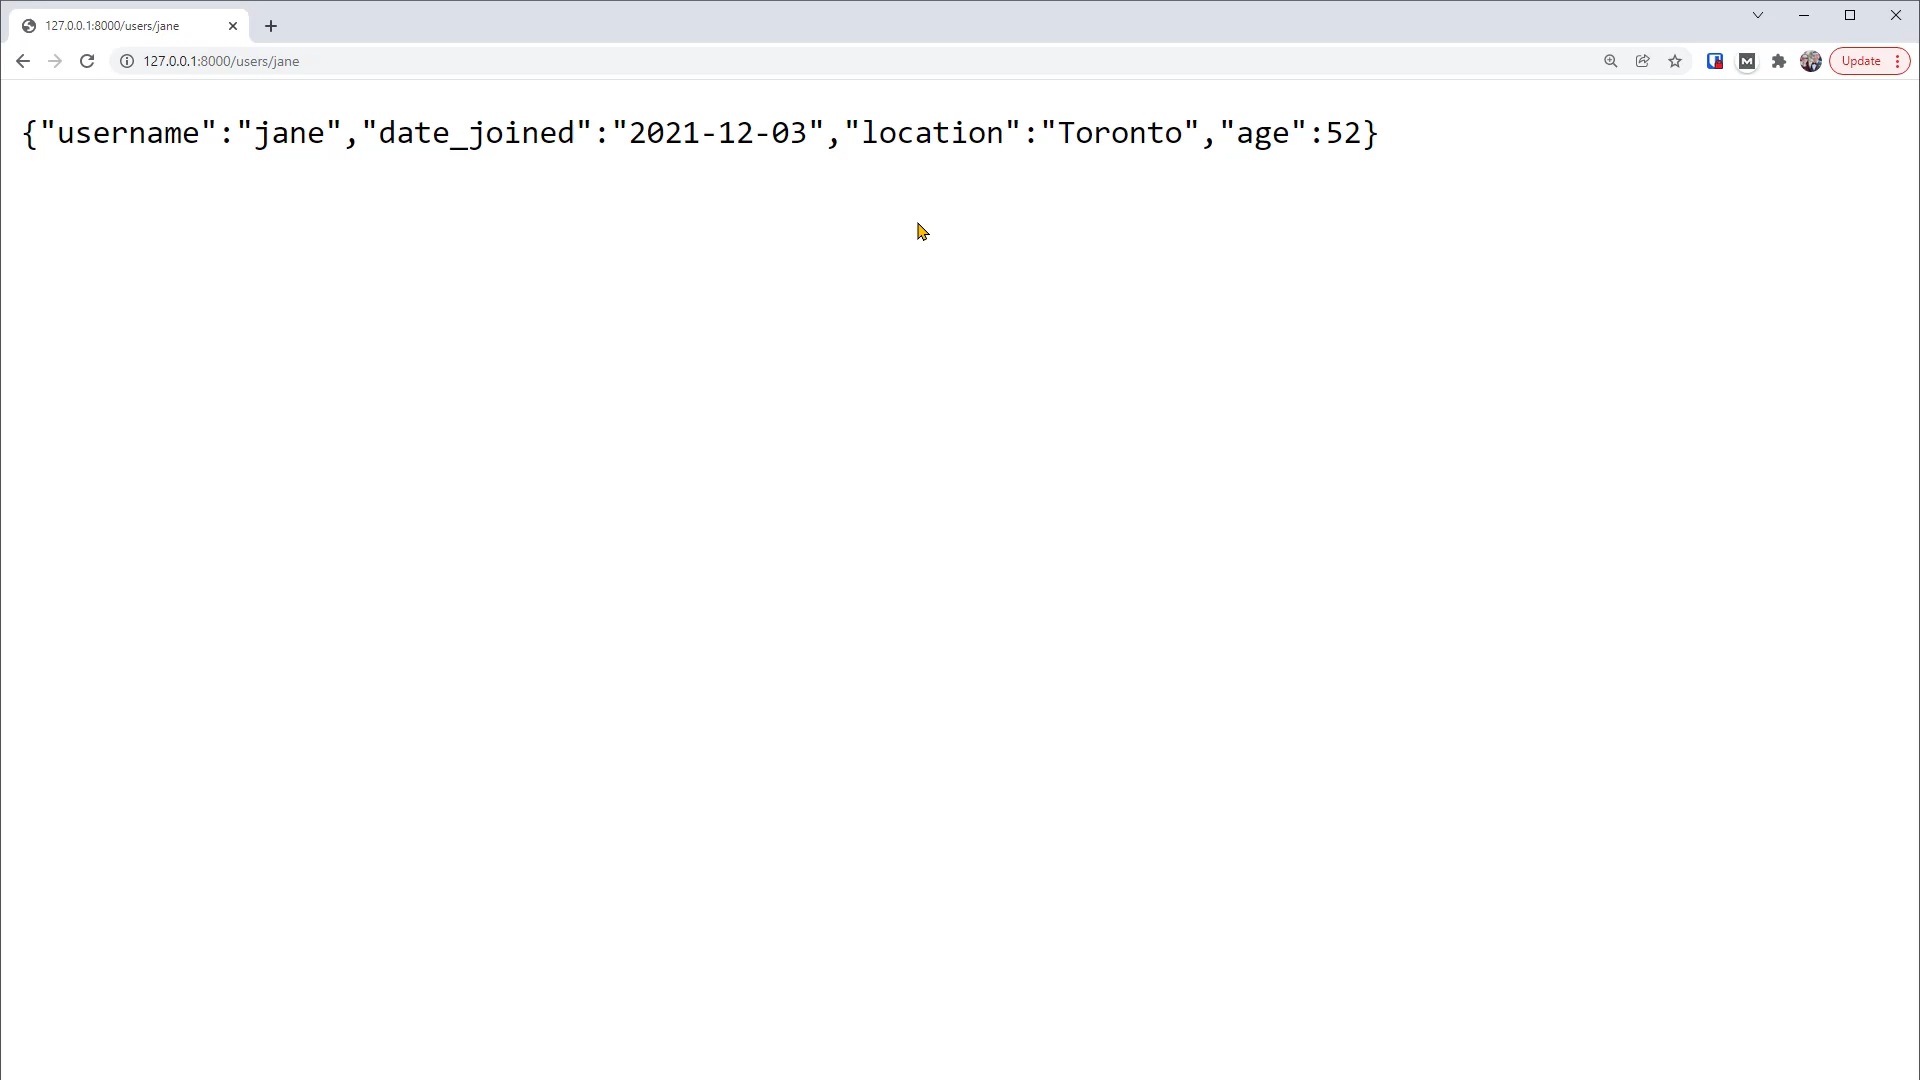 127.0.0.1:8000/users/jane
127.0.0.1:8000/users/jane
M
Update
{"username":"jane","date_joined":"2021-12-03","location":"Toronto","age":52}